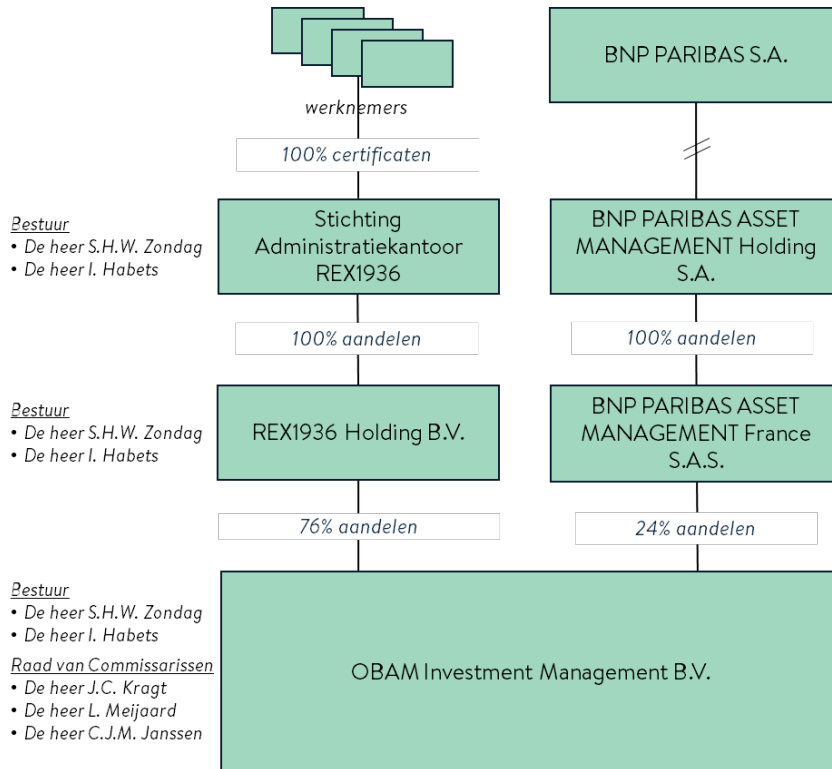 BNP PARIBAS S.A.
werknemers
100% certificaten
Bestuur
• De heer S.H.W. Zondag
• De heer I. Habets
Stichting
Administratiekantoor
REX1936
BNP PARIBAS ASSET
MANAGEMENT Holding
S.A.
100% aandelen
100% aandelen
Bestuur
• De heer S.H.W. Zondag
• De heer I. Habets
REX1936 Holding B.V.
BNP PARIBAS ASSET
MANAGEMENT France
S.A.S.
76% aandelen
24% aandelen
Bestuur
• De heer S.H.W. Zondag
• De heer I. Habets
Raad van Commissarissen
• De heer J.C. Kragt
• De heer L. Meijaard
• De heer C.J.M. Janssen
OBAM Investment Management B.V.